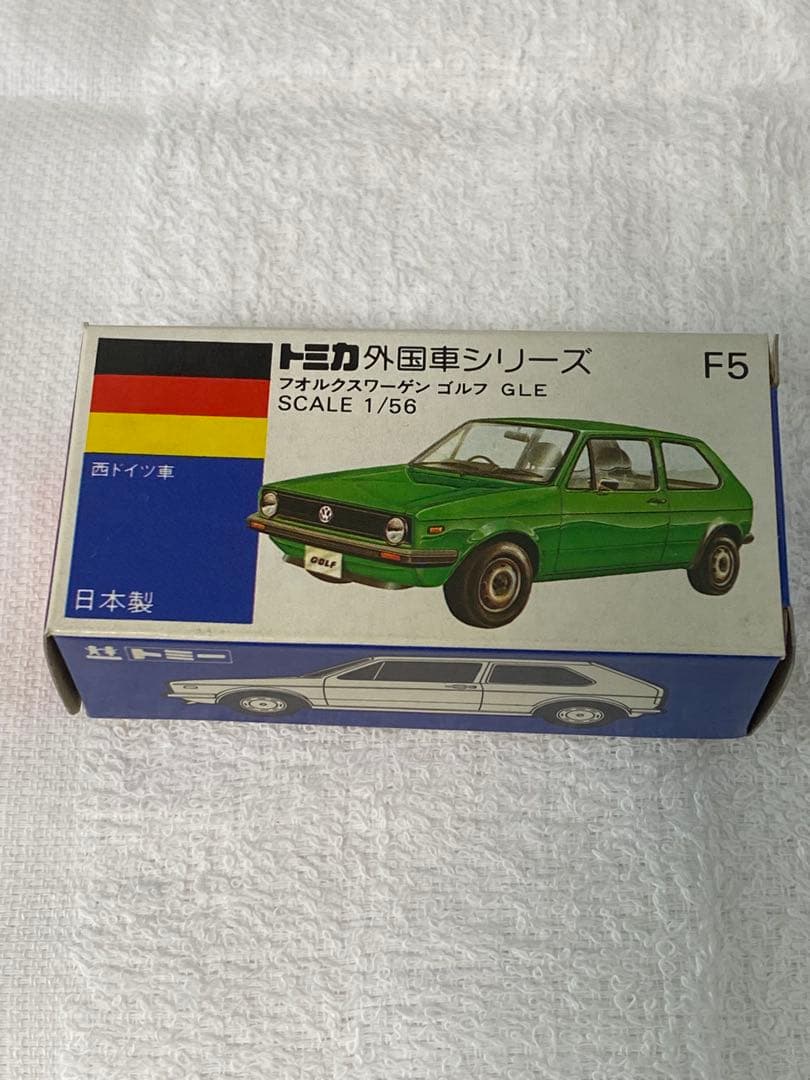 トミカ 外国車シリーズ
F5
フオルクスワーゲン ゴルフ GLE
SCALE 1/56
西ドイツ車
GOLF
日本製
トミー